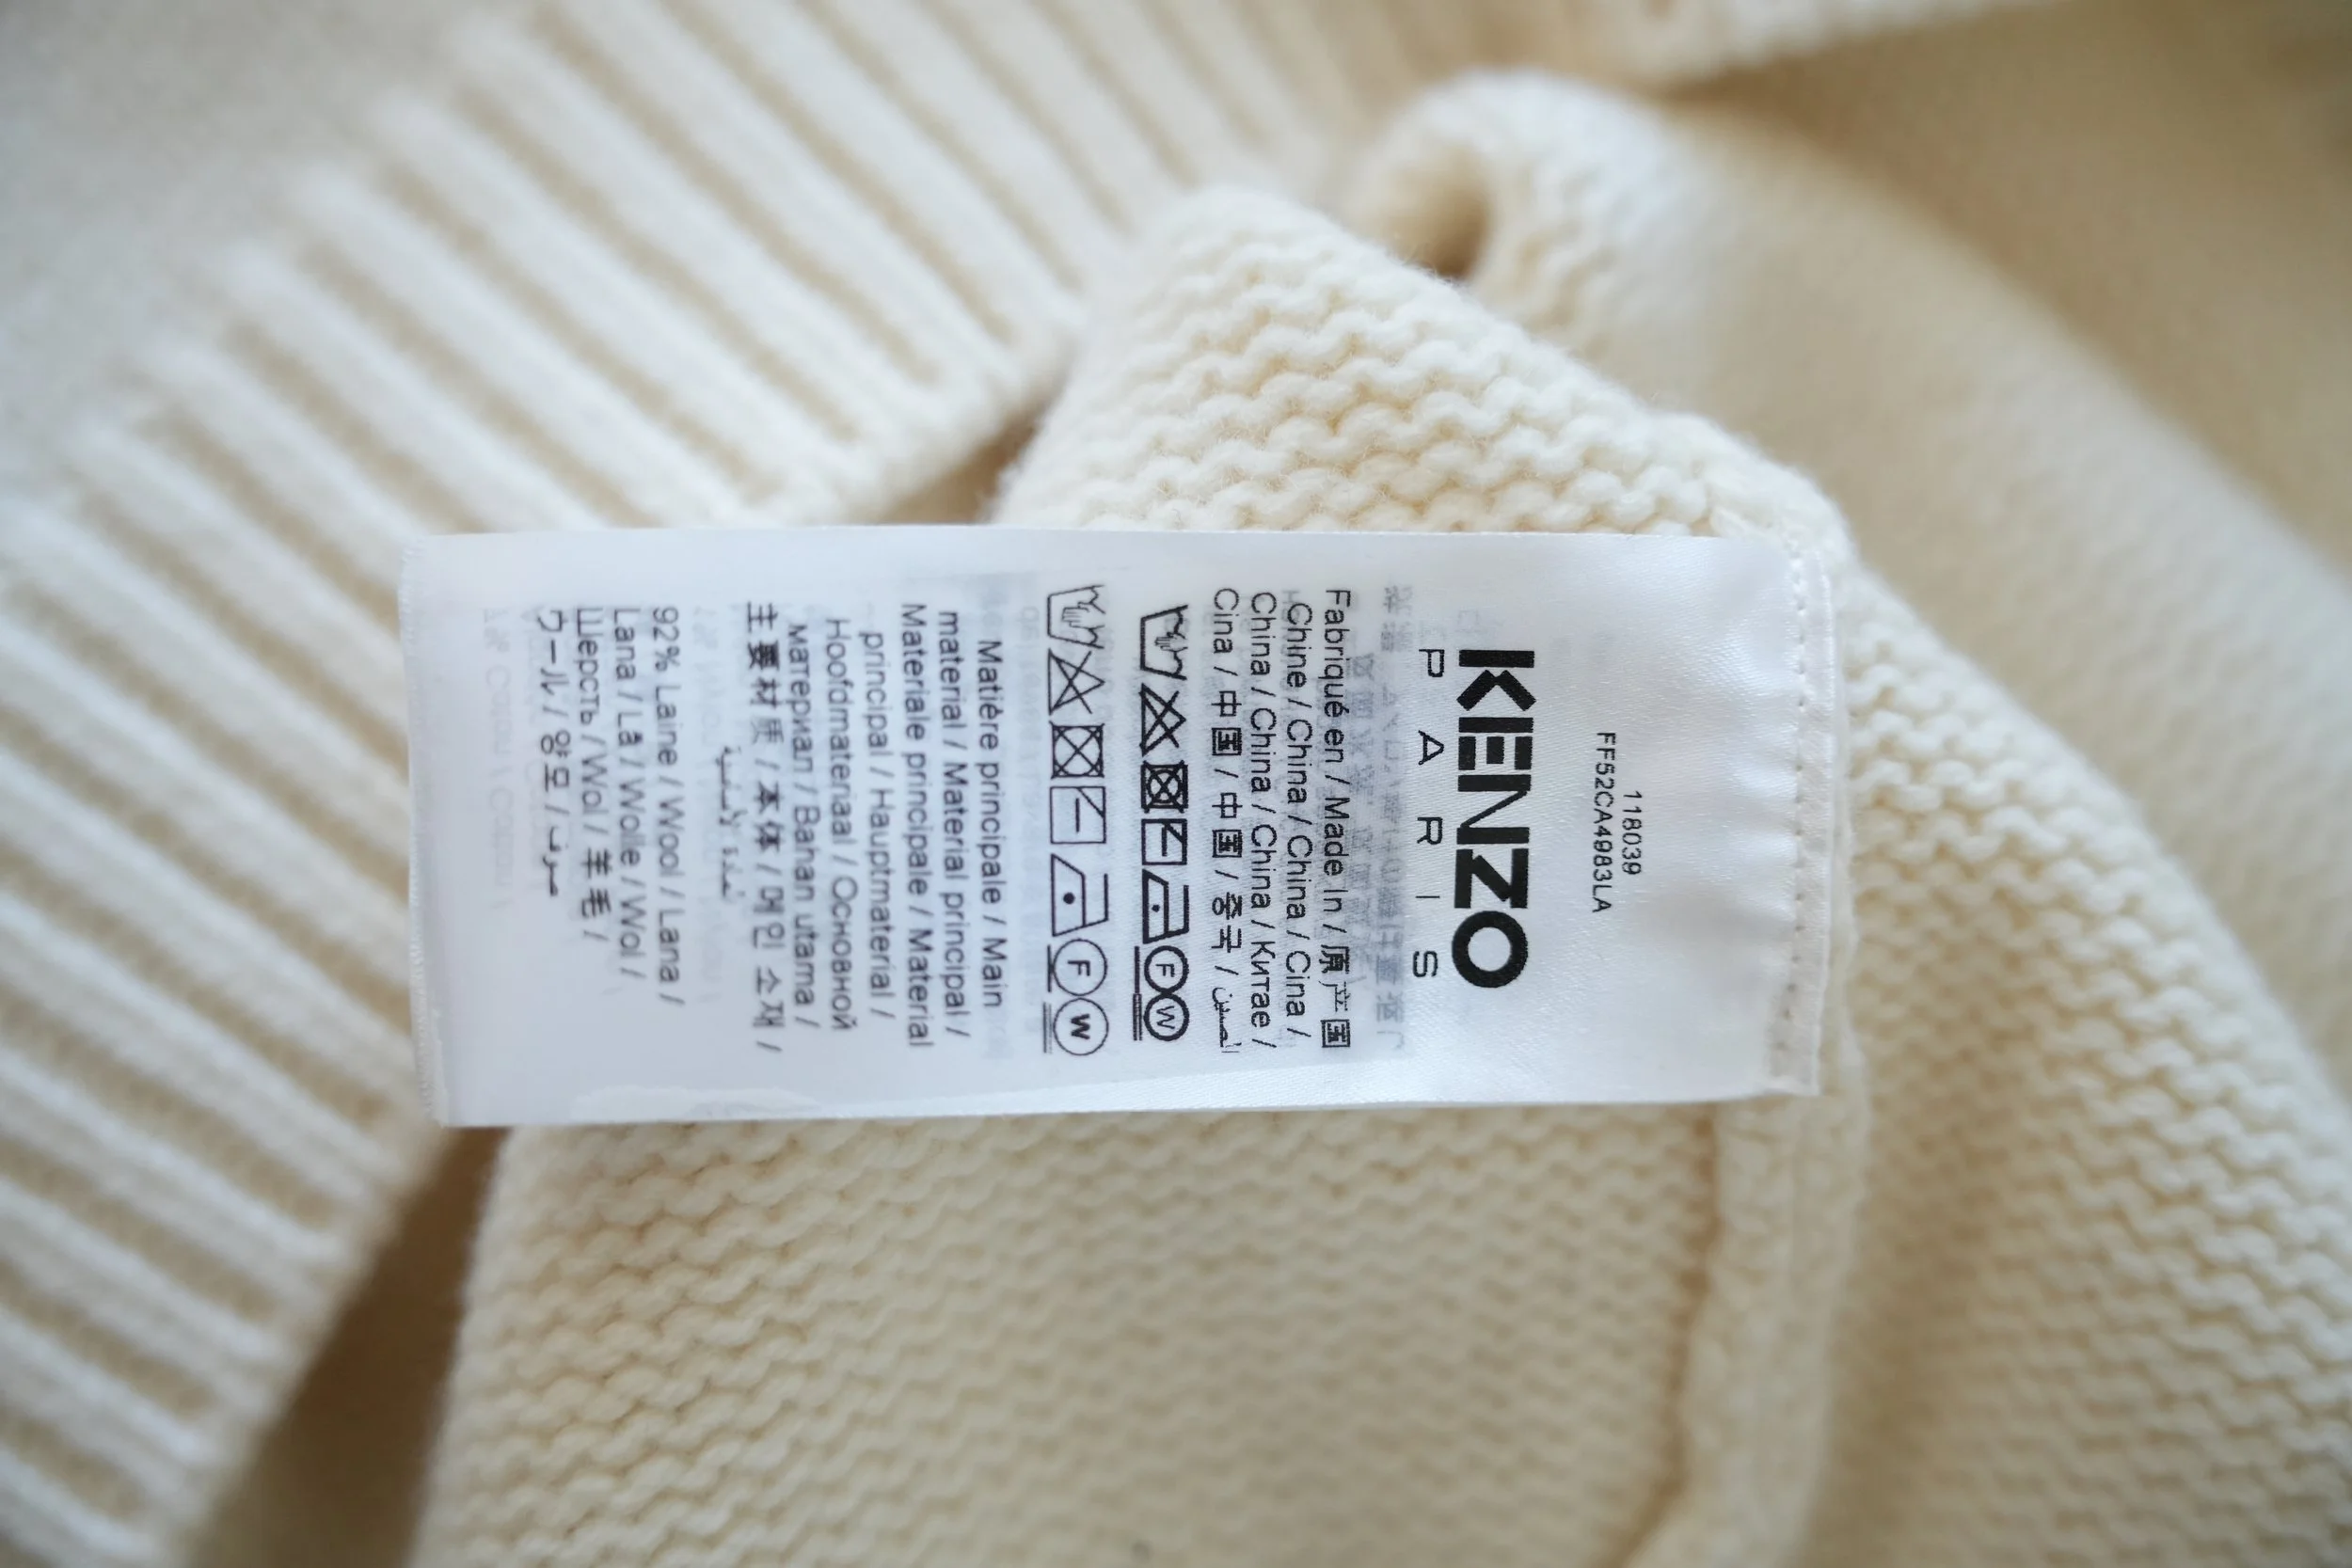 1118039
FF52CA4983LA
KENZO
PARIS
Fabriqué en / Made In / 原产国
Chine / China / China / Cina /
China / China / China / Китае /
Cina / 中国 / 中国 / 중국 / الصين
F W
F W
Matière principale / Main
material / Material principal /
Materiale principale / Material
principal / Hauptmaterial /
Hoofdmateriaal / Основной
материал / Bahan utama /
主要材质 / 本体 / 메인 소재 /
92% Laine / Wool / Lana /
Lana / Lã / Wolle / Wol /
Шерсть / Wol / 羊毛 /
ウール / 양모 / صوف